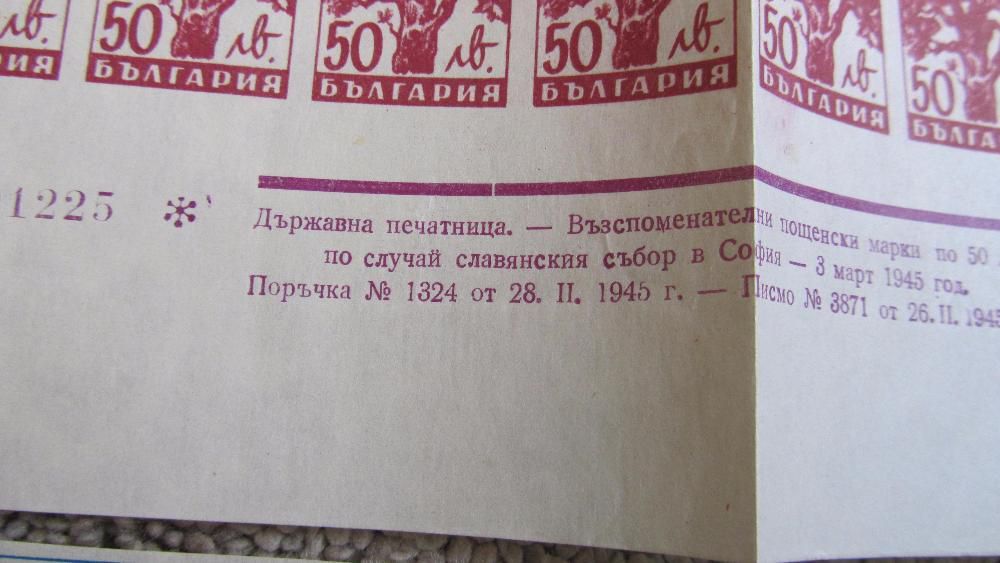 лв. 50 лв. 50 лв. 50 лв. 50 лв. 50
БЪЛГАРИЯ БЪЛГАРИЯ БЪЛГАРИЯ БЪЛГАРИЯ
1225 *
Държавна печатница. — Възспоменателни пощенски марки по 50
по случай славянския събор в София — 3 март 1945 год.
Поръчка № 1324 от 28. II. 1945 г. — Писмо № 3871 от 26. II. 1945